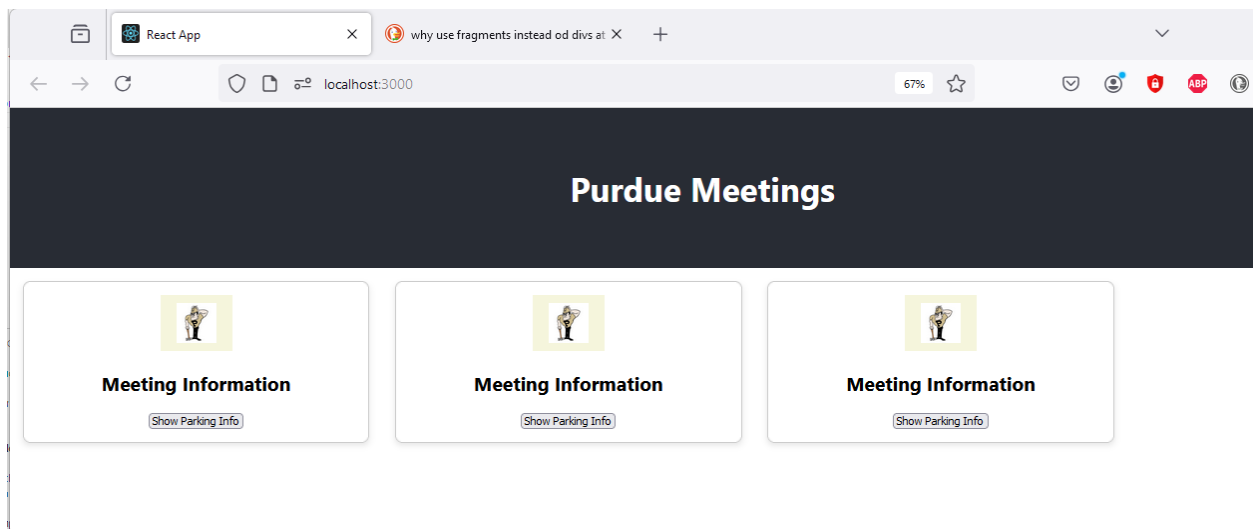 React App
why use fragments instead od divs at
localhost:3000
67%
ABP
Purdue Meetings
Meeting Information
Show Parking Info
Meeting Information
Show Parking Info
Meeting Information
Show Parking Info